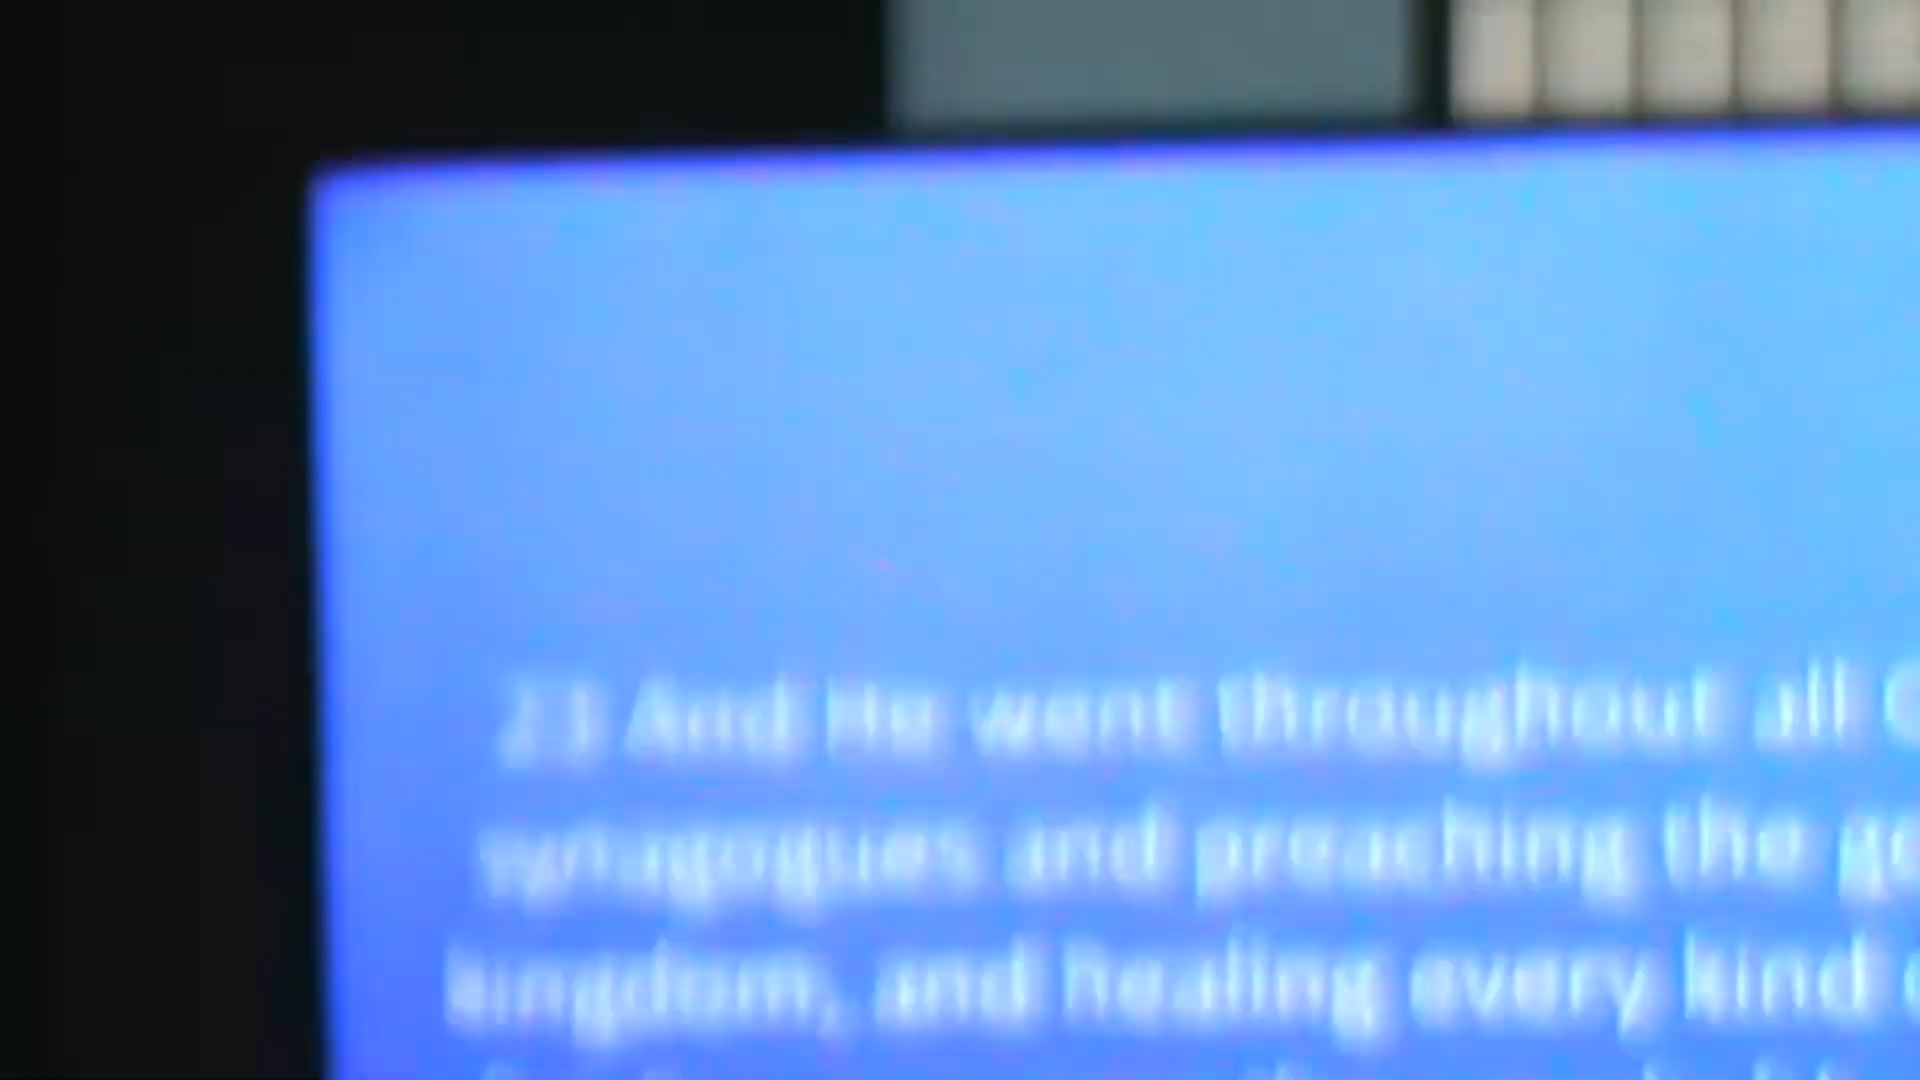 23 And He went throughout all
synagogues and preaching the
kingdom, and healing every kind